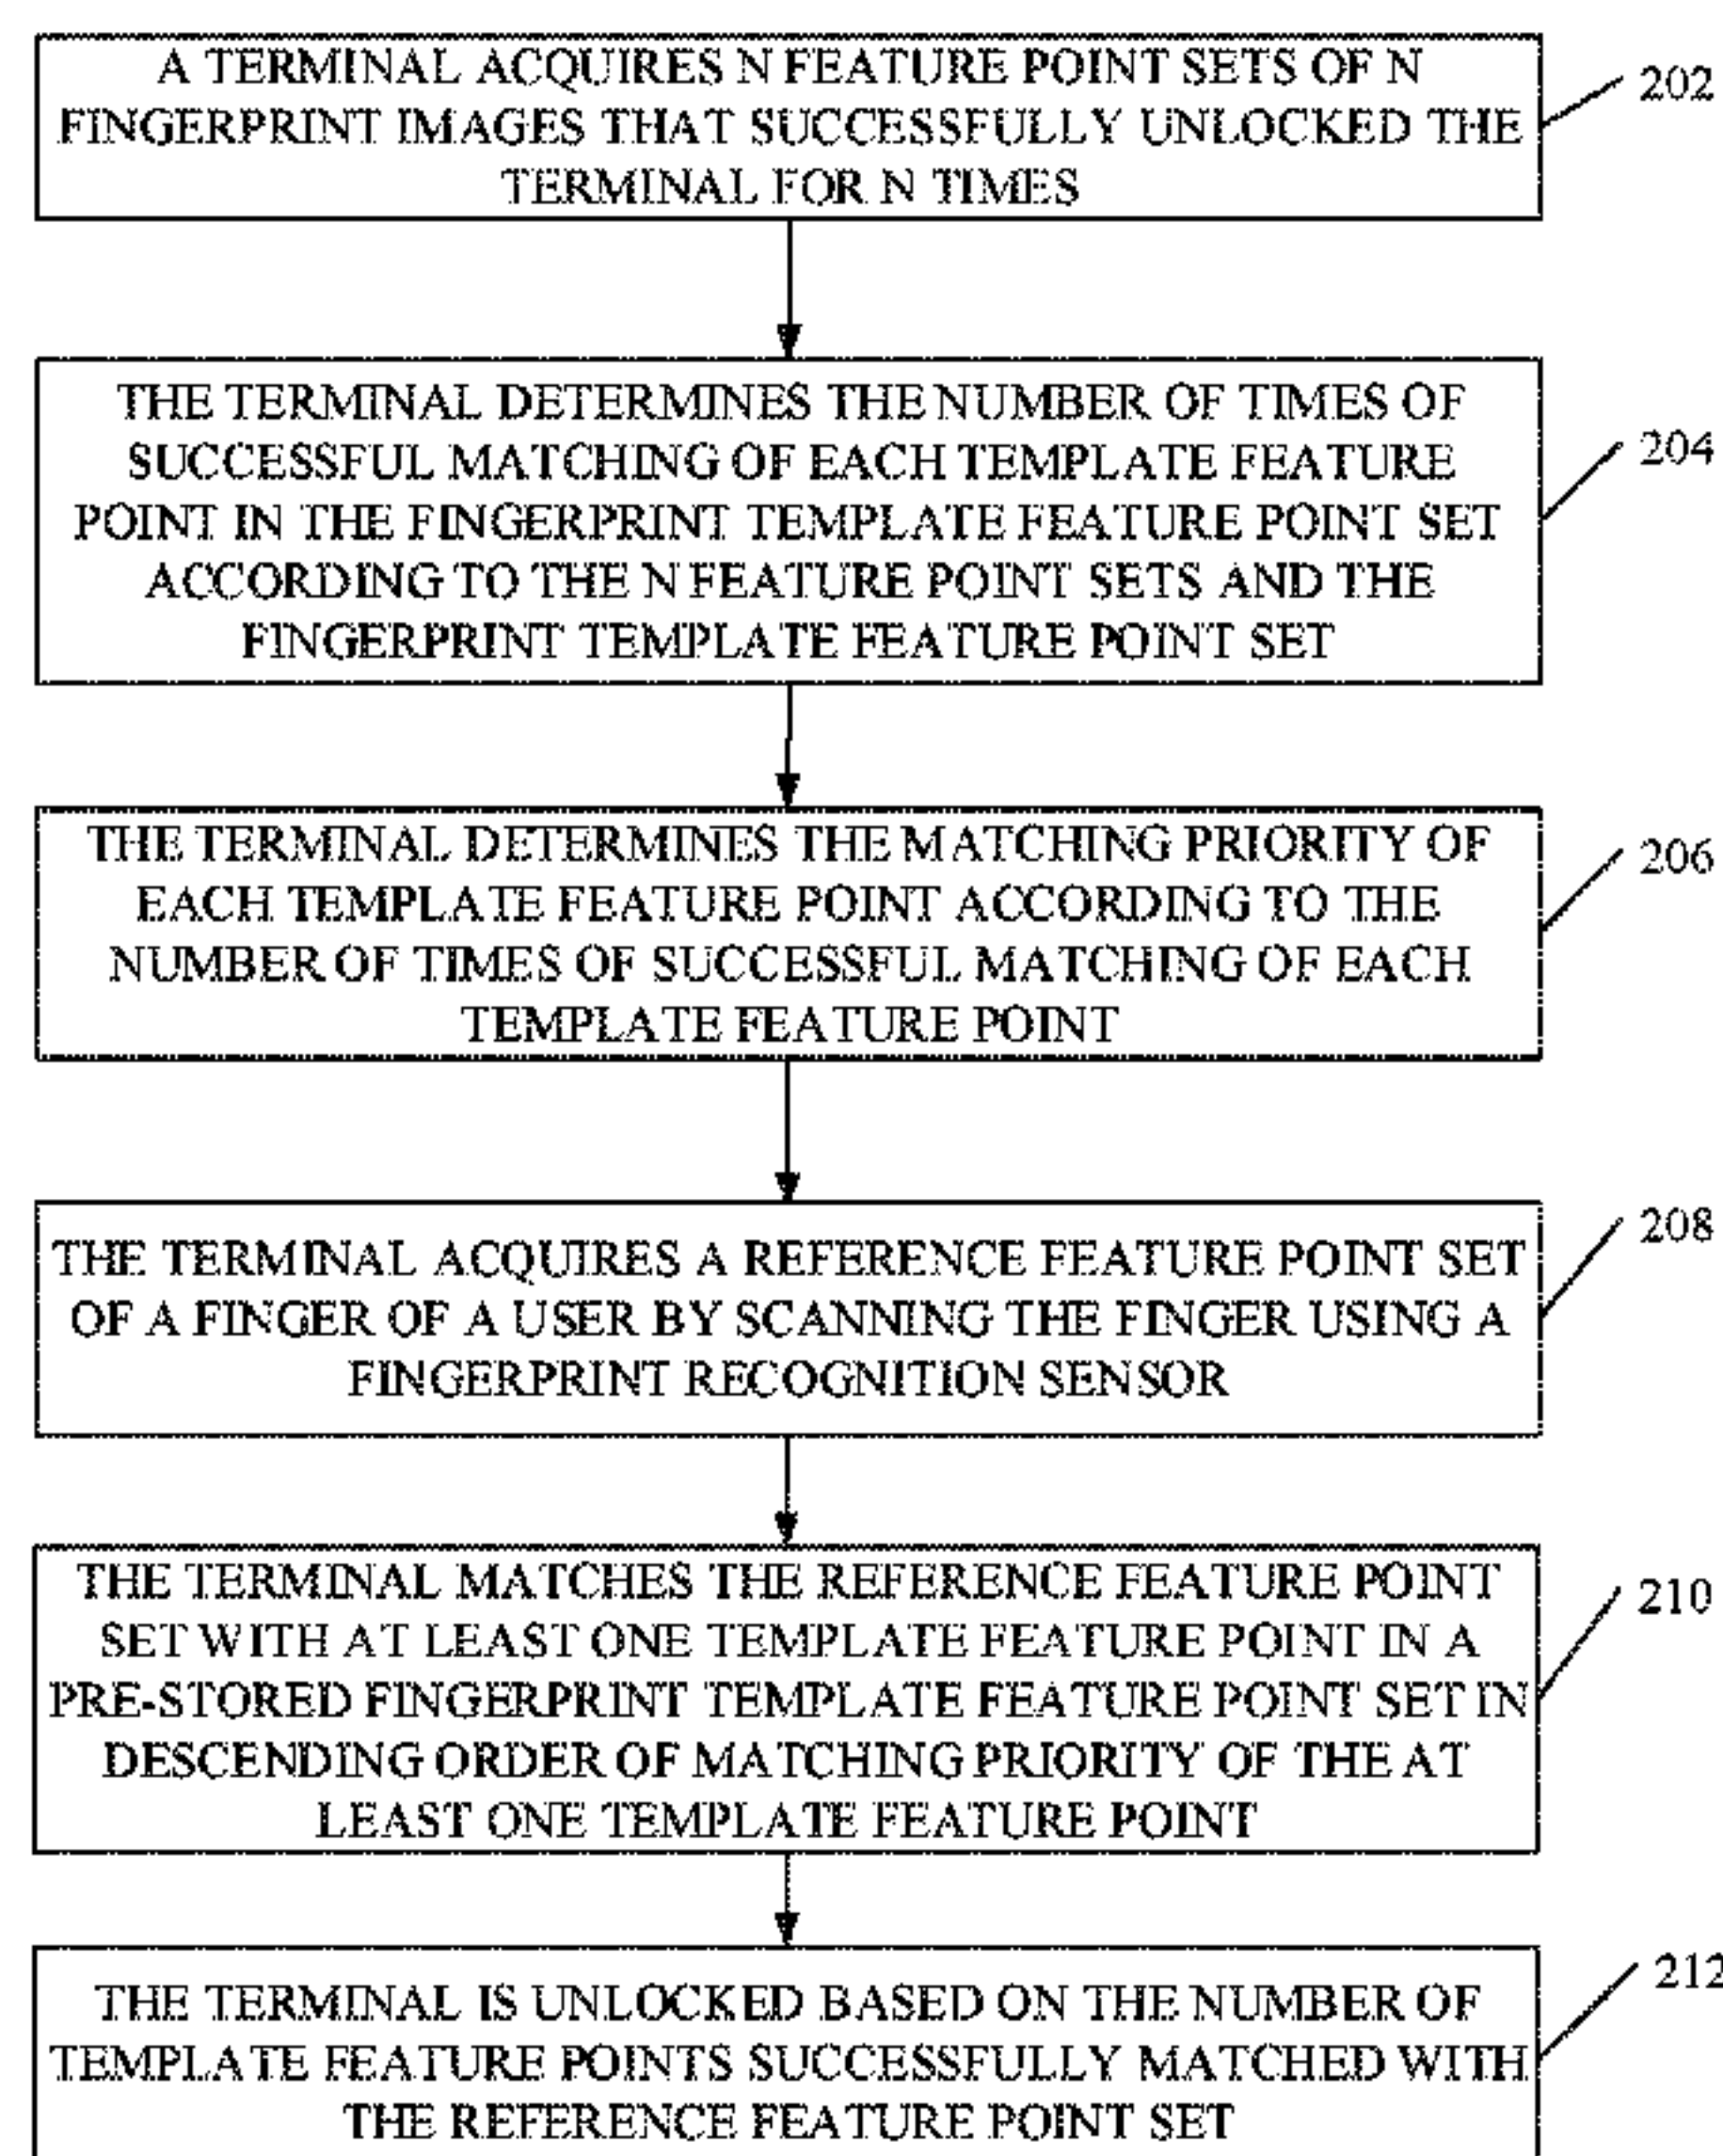 A TERMINAL ACQUIRES N FEATURE POINT SETS OF N
FINGERPRINT IMAGES THAT SUCCESSFULLY UNLOCKED THE
TERMINAL FOR N TIMES
202
THE TERMINAL DETERMINES THE NUMBER OF TIMES OF
SUCCESSFUL MATCHING OF EACH TEMPLATE FEATURE
POINT IN THE FINGERPRINT TEMPLATE FEATURE POINT SET
ACCORDING TO THE N FEATURE POINT SETS AND THE
FINGERPRINT TEMPLATE FEATURE POINT SET
204
THE TERMINAL DETERMINES THE MATCHING PRIORITY OF
EACH TEMPLATE FEATURE POINT ACCORDING TO THE
NUMBER OF TIMES OF SUCCESSFUL MATCHING OF EACH
TEMPLATE FEATURE POINT
206
THE TERMINAL ACQUIRES A REFERENCE FEATURE POINT SET
OF A FINGER OF A USER BY SCANNING THE FINGER USING A
FINGERPRINT RECOGNITION SENSOR
208
THE TERMINAL MATCHES THE REFERENCE FEATURE POINT
SET WITH AT LEAST ONE TEMPLATE FEATURE POINT IN A
PRE-STORED FINGERPRINT TEMPLATE FEATURE POINT SET IN
DESCENDING ORDER OF MATCHING PRIORITY OF THE AT
LEAST ONE TEMPLATE FEATURE POINT
210
THE TERMINAL IS UNLOCKED BASED ON THE NUMBER OF
TEMPLATE FEATURE POINTS SUCCESSFULLY MATCHED WITH
THE REFERENCE FEATURE POINT SET
212